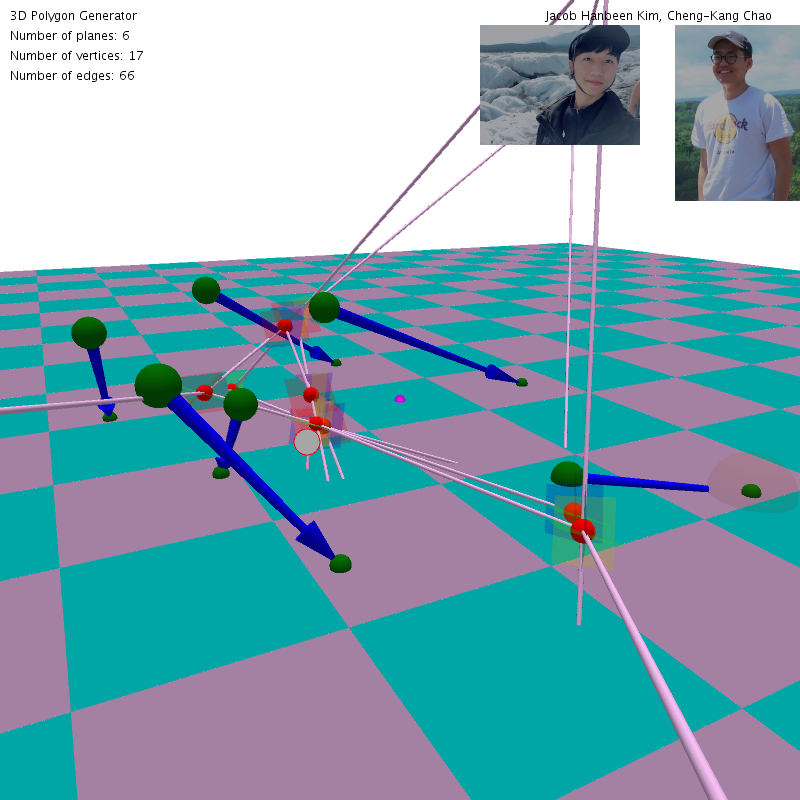 3D Polygon Generator
Jacob Hanbeen Kim, Cheng-Kang Chao
Number of planes: 6
Number of vertices: 17
Number of edges: 66